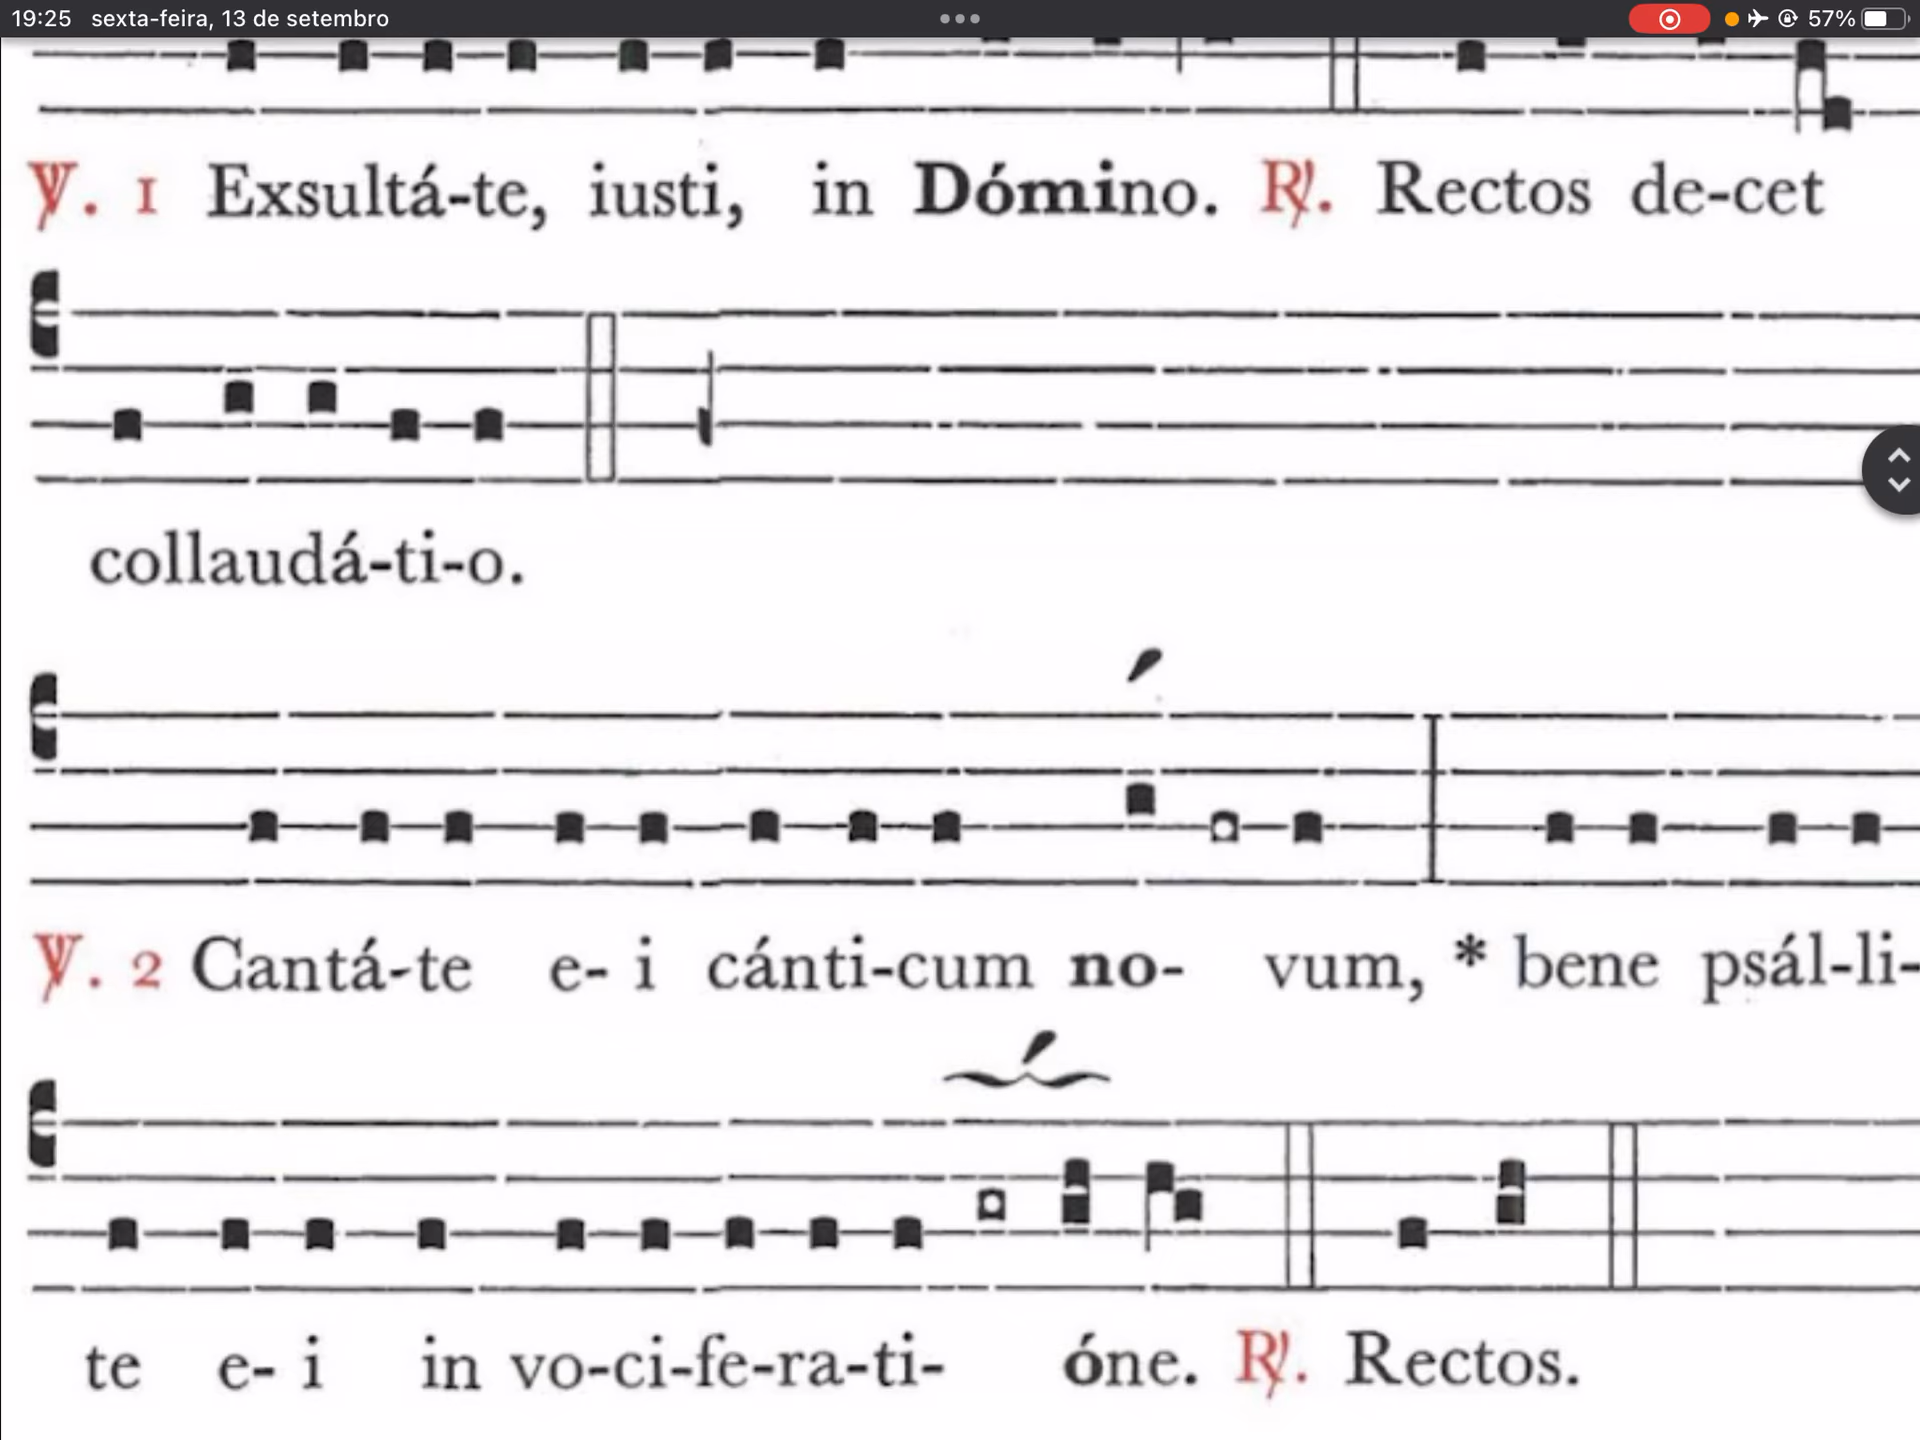 19:25 sexta-feira, 13 de setembro 57%
℣. 1 Exsultá-te, iusti, in Dómino. ℟. Rectos de-cet
collaudá-ti-o.
℣. 2 Cantá-te e- i cánti-cum no- vum, * bene psál-li-
te e- i in vo-ci-fe-ra-ti- óne. ℟. Rectos.